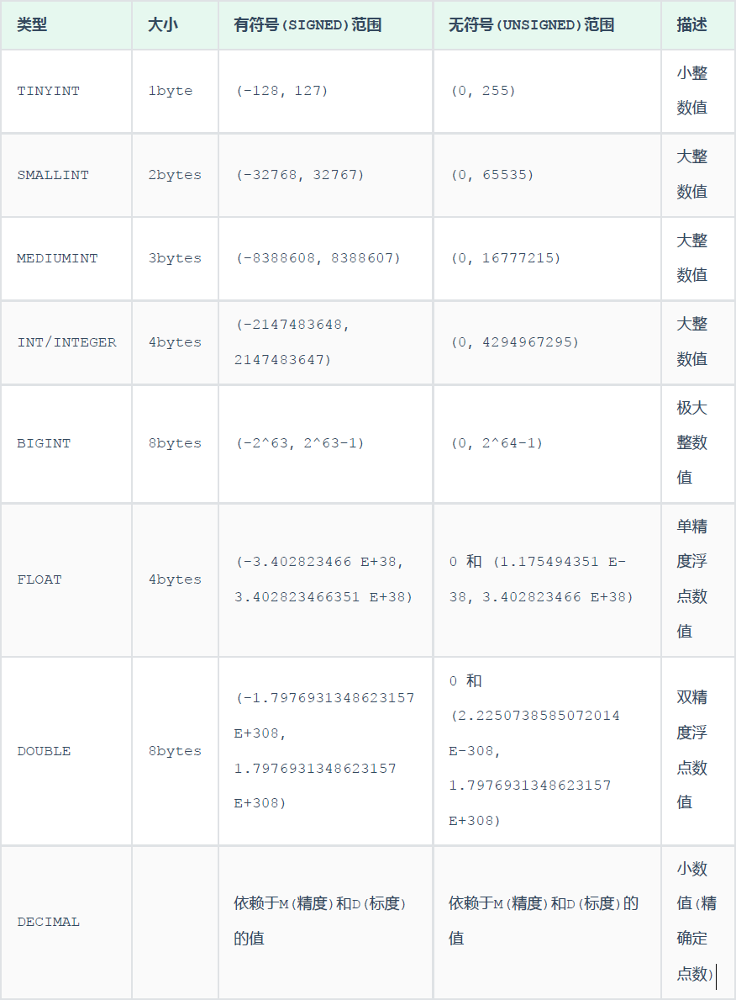 类型 大小 有符号(SIGNED)范围 无符号(UNSIGNED)范围 描述
TINYINT 1byte (-128, 127) (0, 255) 小整
数值
SMALLINT 2bytes (-32768, 32767) (0, 65535) 大整
数值
MEDIUMINT 3bytes (-8388608, 8388607) (0, 16777215) 大整
数值
INT/INTEGER 4bytes (-2147483648,
2147483647) (0, 4294967295) 大整
数值
BIGINT 8bytes (-2^63, 2^63-1) (0, 2^64-1) 极大
整数
值
FLOAT 4bytes (-3.402823466 E+38,
3.402823466351 E+38) 0 和 (1.175494351 E-
38, 3.402823466 E+38) 单精
度浮
点数
值
DOUBLE 8bytes (-1.7976931348623157
E+308,
1.7976931348623157
E+308) 0 和
(2.2250738585072014
E-308,
1.7976931348623157
E+308) 双精
度浮
点数
值
DECIMAL 依赖于M(精度)和D(标度)
的值 依赖于M(精度)和D(标度)的
值 小数
值(精
确定
点数)